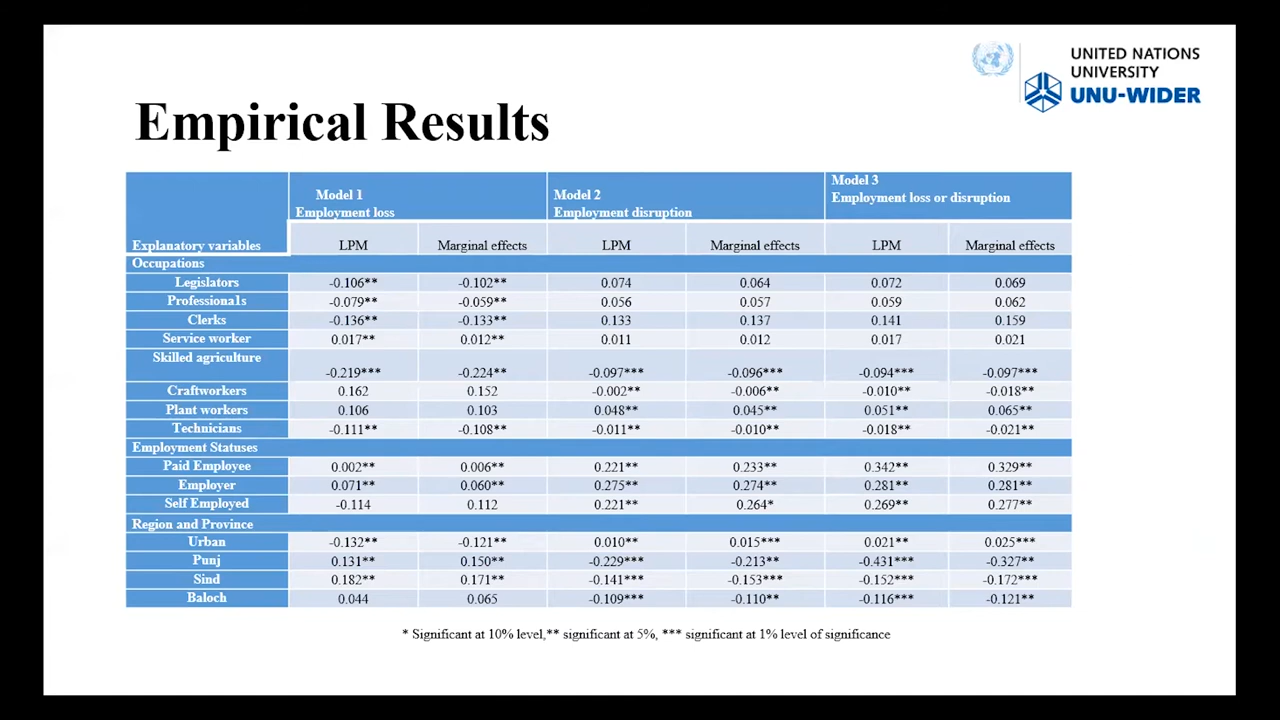 UNITED NATIONS
UNIVERSITY
UNU-WIDER
Empirical Results
Model 1
Employment loss
Model 2
Employment disruption
Model 3
Employment loss or disruption
Explanatory variables LPM Marginal effects LPM Marginal effects LPM Marginal effects
Occupations
Legislators -0.106** -0.102** 0.074 0.064 0.072 0.069
Professionals -0.079** -0.059** 0.056 0.057 0.059 0.062
Clerks -0.136** -0.133** 0.133 0.137 0.141 0.159
Service worker 0.017** 0.012** 0.011 0.012 0.017 0.021
Skilled agriculture -0.219*** -0.224** -0.097*** -0.096*** -0.094*** -0.097***
Craftworkers 0.162 0.152 -0.002** -0.006** -0.010** -0.018**
Plant workers 0.106 0.103 0.048** 0.045** 0.051** 0.065**
Technicians -0.111** -0.108** -0.011** -0.010** -0.018** -0.021**
Employment Statuses
Paid Employee 0.002** 0.006** 0.221** 0.233** 0.342** 0.329**
Employer 0.071** 0.060** 0.275** 0.274** 0.281** 0.281**
Self Employed -0.114 0.112 0.221** 0.264* 0.269** 0.277**
Region and Province
Urban -0.132** -0.121** 0.010** 0.015*** 0.021** 0.025***
Punj 0.131** 0.150** -0.229*** -0.213** -0.431*** -0.327**
Sind 0.182** 0.171** -0.141*** -0.153*** -0.152*** -0.172***
Baloch 0.044 0.065 -0.109*** -0.110** -0.116*** -0.121**
* Significant at 10% level,** significant at 5%, *** significant at 1% level of significance